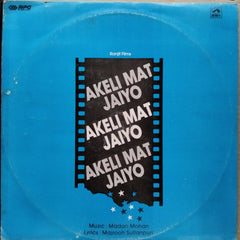 Ranjit Films
AKELI MAT
JAIYO
AKELI MAT
JAIYO
AKELI MAT
JAIYO
Music : Madan Mohan
Lyrics : Majrooh Sultanpuri